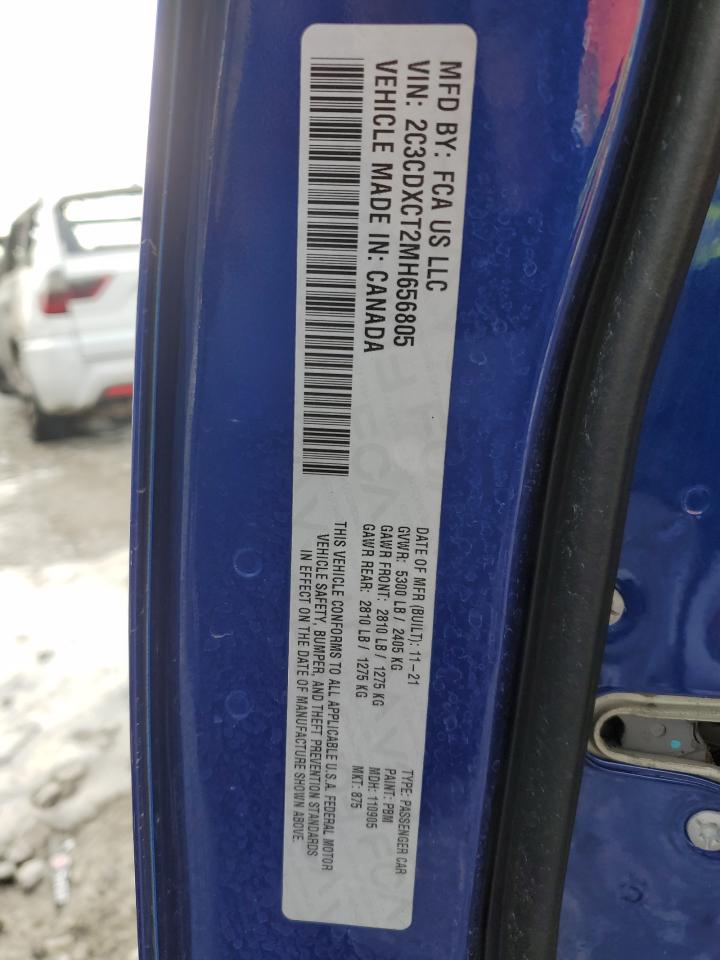 MFD BY: FCA US LLC
VIN: 2C3CDXCT2MH656805
VEHICLE MADE IN: CANADA
DATE OF MFR (BUILT): 11-21
GVWR: 5300 LB / 2405 KG
GAWR FRONT: 2810 LB / 1275 KG
GAWR REAR: 2810 LB / 1275 KG
TYPE: PASSENGER CAR
PAINT: PBM
MDH: 110905
MKT: 875
THIS VEHICLE CONFORMS TO ALL APPLICABLE U.S.A. FEDERAL MOTOR
VEHICLE SAFETY, BUMPER, AND THEFT PREVENTION STANDARDS
IN EFFECT ON THE DATE OF MANUFACTURE SHOWN ABOVE.